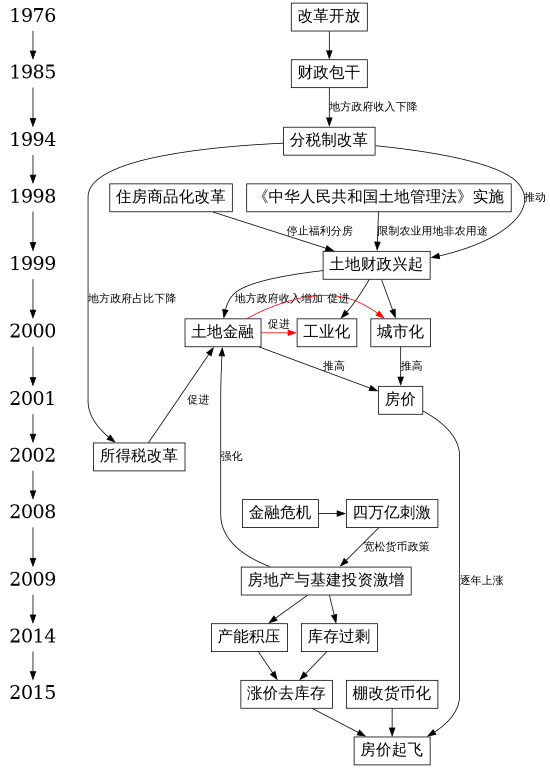 1976
改革开放
1985
财政包干
地方政府收入下降
1994
分税制改革
1998
住房商品化改革
《中华人民共和国土地管理法》实施
推动
停止福利分房
限制农业用地非农用途
1999
土地财政兴起
地方政府占比下降
地方政府收入增加
促进
2000
土地金融
促进
工业化
城市化
推高
推高
2001
房价
促进
2002
所得税改革
强化
2008
金融危机
四万亿刺激
宽松货币政策
2009
房地产与基建投资激增
逐年上涨
2014
产能积压
库存过剩
2015
涨价去库存
棚改货币化
房价起飞